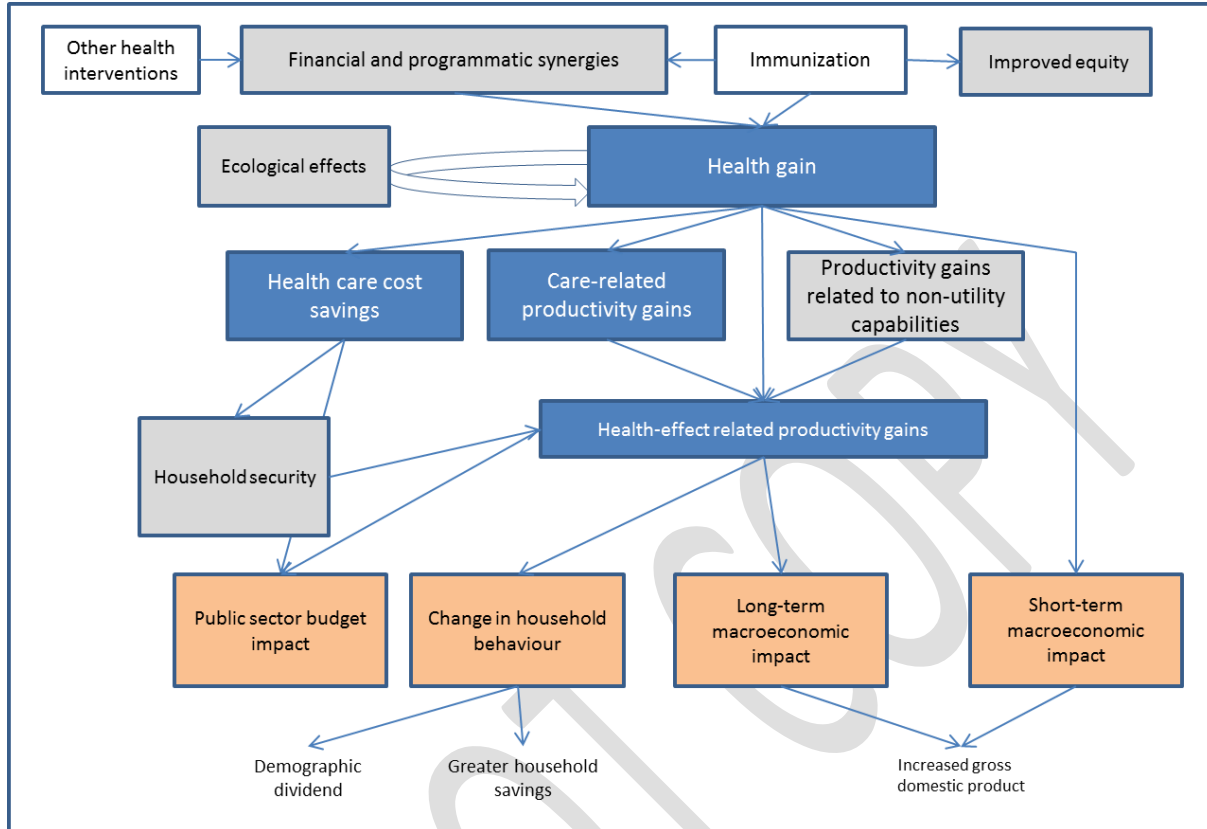 Other health
interventions
Financial and programmatic synergies
Immunization
Improved equity
Ecological effects
Health gain
Health care cost
savings
Care-related
productivity gains
Productivity gains
related to non-utility
capabilities
Health-effect related productivity gains
Household security
Public sector budget
impact
Change in household
behaviour
Long-term
macroeconomic
impact
Short-term
macroeconomic
impact
Demographic
dividend
Greater household
savings
Increased gross
domestic product
COPY